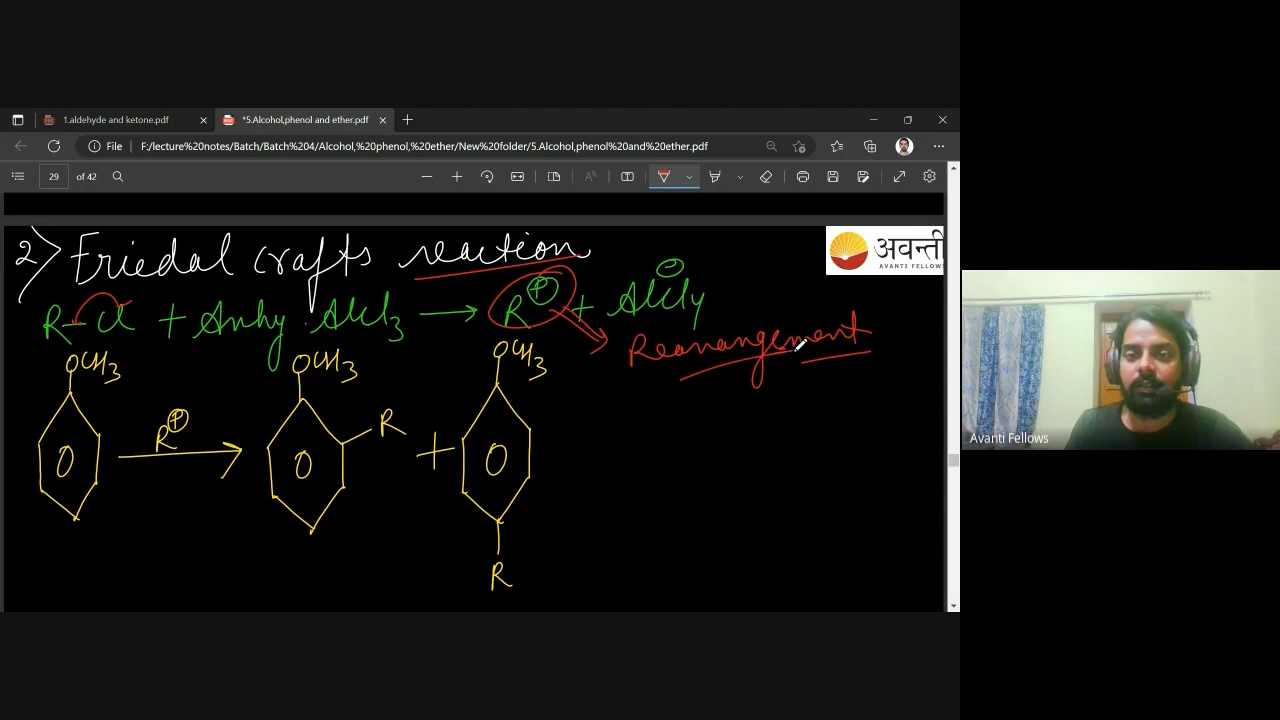 1.aldehyde and ketone.pdf
*5.Alcohol,phenol and ether.pdf
File
F:/lecture%20notes/Batch/Batch%204/Alcohol,%20phenol,%20ether/New%20folder/5.Alcohol,phenol%20and%20ether.pdf
29 of 42
2) Friedal crafts reaction
अवन्ती
AVANTI FELLOWS
R-Cl + Anhy. AlCl3 → R⊕ + AlCl4⊖
Rearrangement
OCH3 OCH3 OCH3
R⊕ R +
R
Avanti Fellows